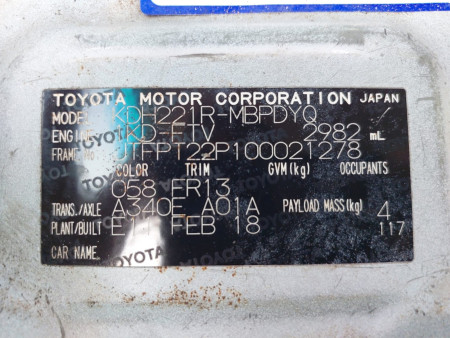 TOYOTA MOTOR CORPORATION JAPAN
MODEL KDH221R-MBPDYQ
ENGINE 1KD-FTV 2982 mL
FRAME No. JTFPT22P100021278
COLOR TRIM GVM(kg) OCCUPANTS
058 FR13
TRANS./AXLE A340E A01A PAYLOAD MASS(kg) 4
PLANT/BUILT FEB 18 117
CAR NAME